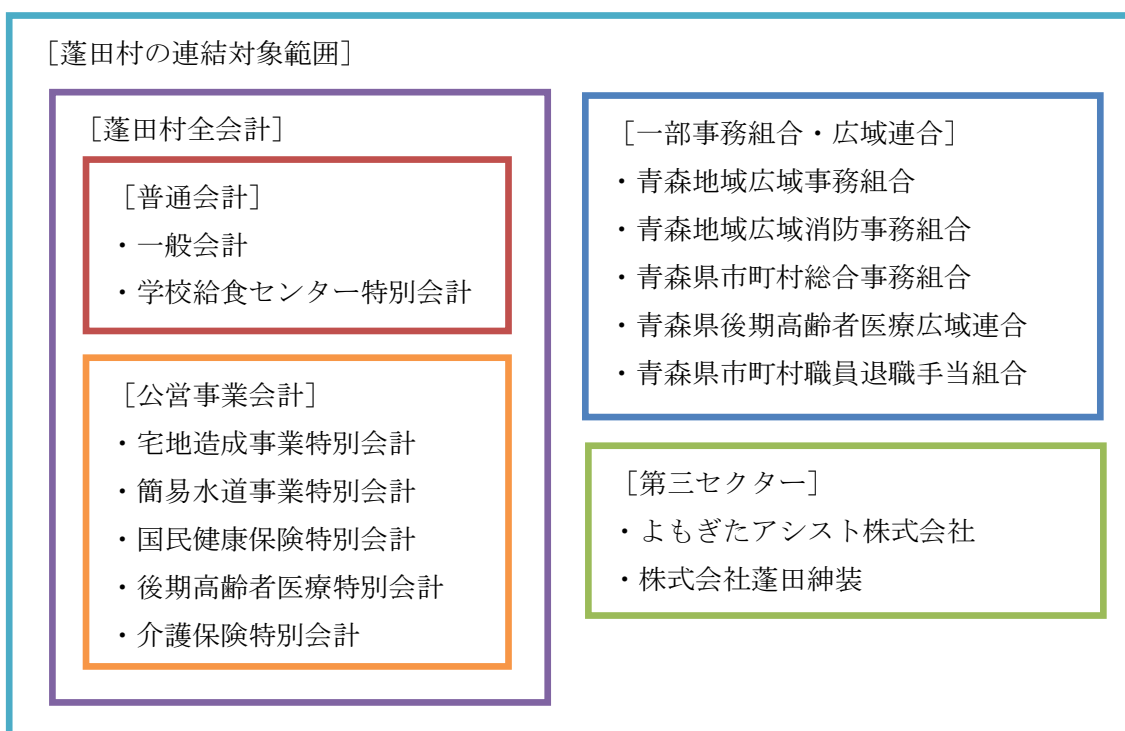 ［蓬田村の連結対象範囲］
［蓬田村全会計］
［普通会計］
・一般会計
・学校給食センター特別会計
［公営事業会計］
・宅地造成事業特別会計
・簡易水道事業特別会計
・国民健康保険特別会計
・後期高齢者医療特別会計
・介護保険特別会計
［一部事務組合・広域連合］
・青森地域広域事務組合
・青森地域広域消防事務組合
・青森県市町村総合事務組合
・青森県後期高齢者医療広域連合
・青森県市町村職員退職手当組合
［第三セクター］
・よもぎたアシスト株式会社
・株式会社蓬田紳装